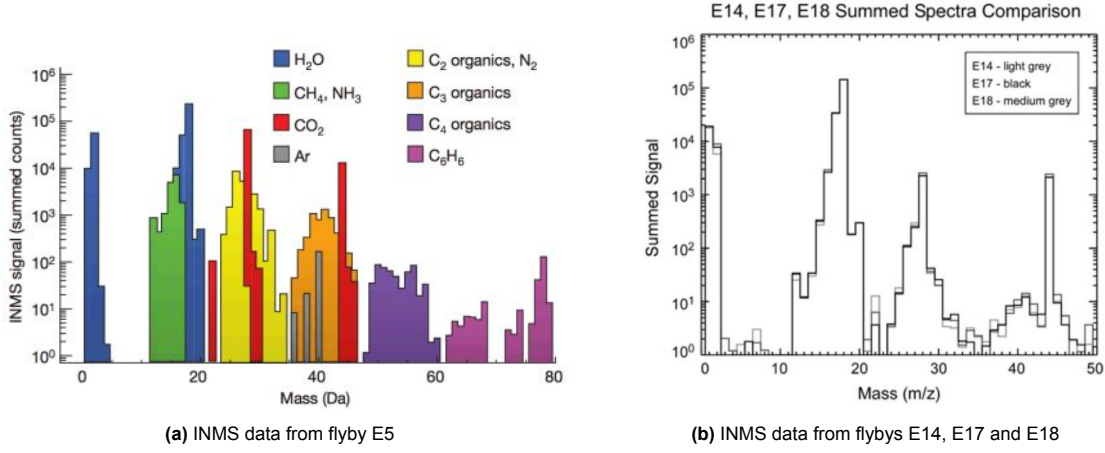 H₂O
CH₄, NH₃
CO₂
Ar
C₂ organics, N₂
C₃ organics
C₄ organics
C₆H₆
INMS signal (summed counts)
10⁶
10⁵
10⁴
10³
10²
10¹
10⁰
0 20 40 60 80
Mass (Da)
(a) INMS data from flyby E5
E14, E17, E18 Summed Spectra Comparison
E14 - light grey
E17 - black
E18 - medium grey
Summed Signal
10⁶
10⁵
10⁴
10³
10²
10¹
10⁰
0 10 20 30 40 50
Mass (m/z)
(b) INMS data from flybys E14, E17 and E18